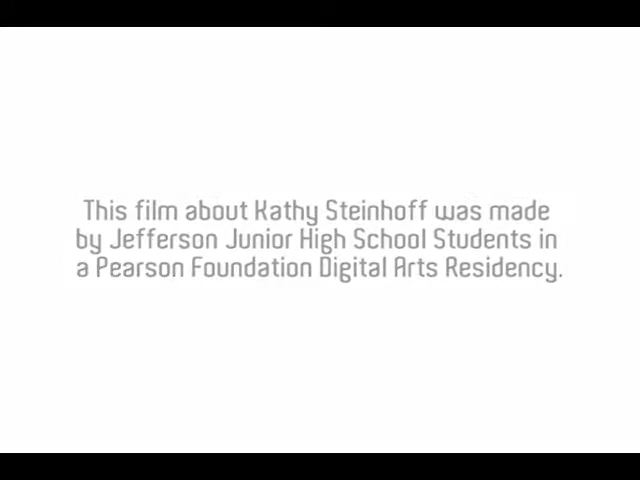 This film about Kathy Steinhoff was made
by Jefferson Junior High School Students in
a Pearson Foundation Digital Arts Residency.